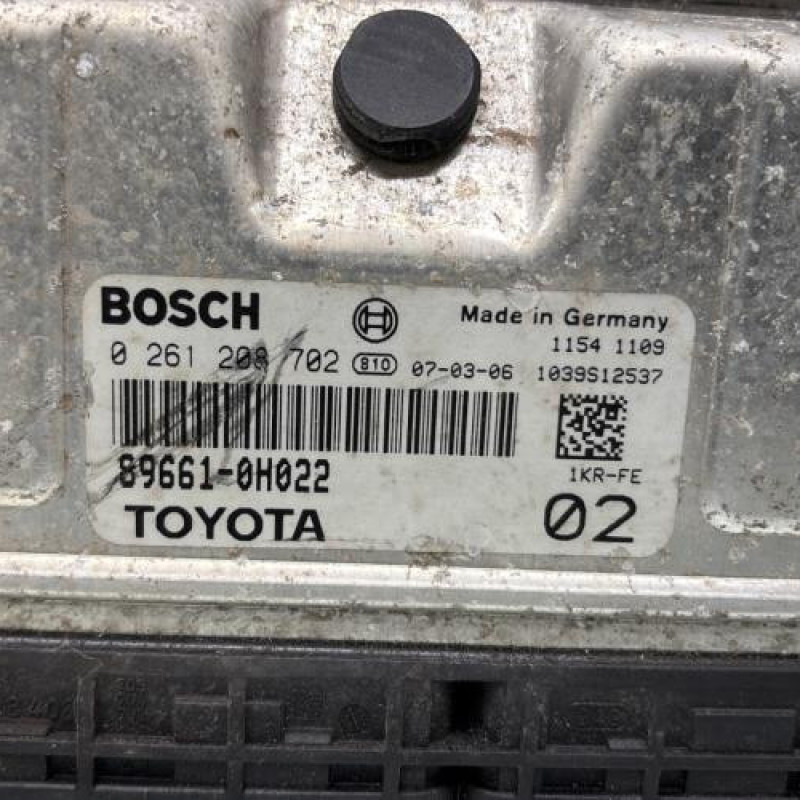 BOSCH
Made in Germany
1154 1109
0 261 208 702 810 07-03-06 1039S12537
89661-0H022
1KR-FE
TOYOTA
02